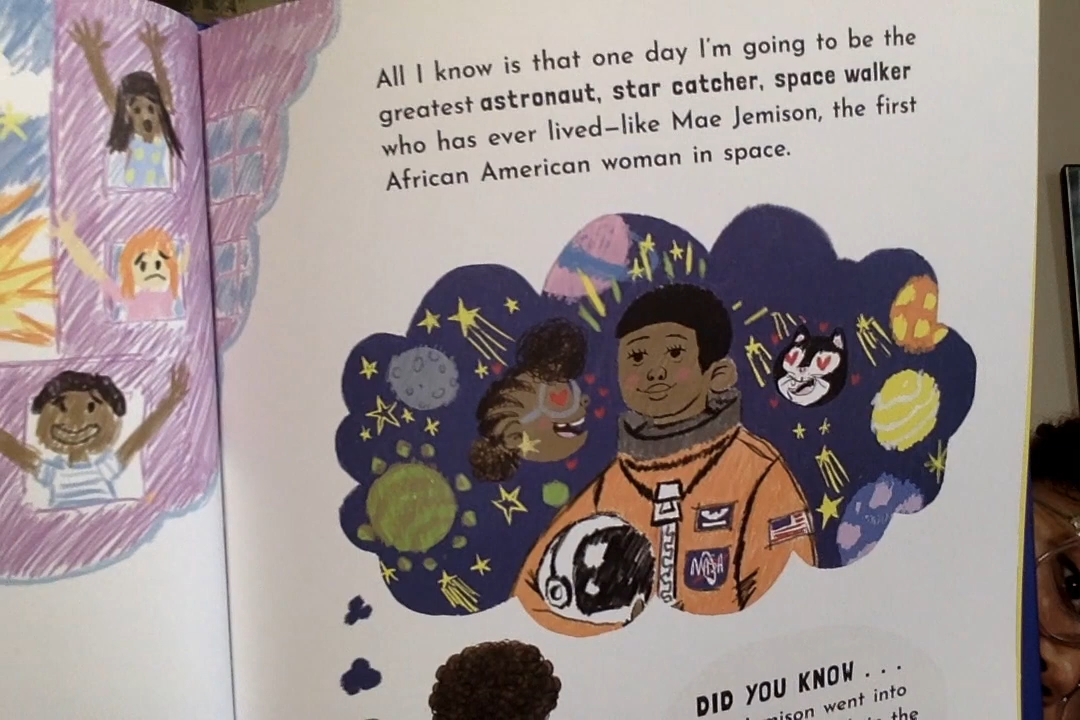 All I know is that one day I'm going to be the
greatest astronaut, star catcher, space walker
who has ever lived—like Mae Jemison, the first
African American woman in space.
NASA
DID YOU KNOW . . .
went into
the